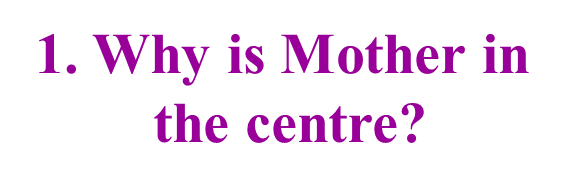 1. Why is Mother in
the centre?